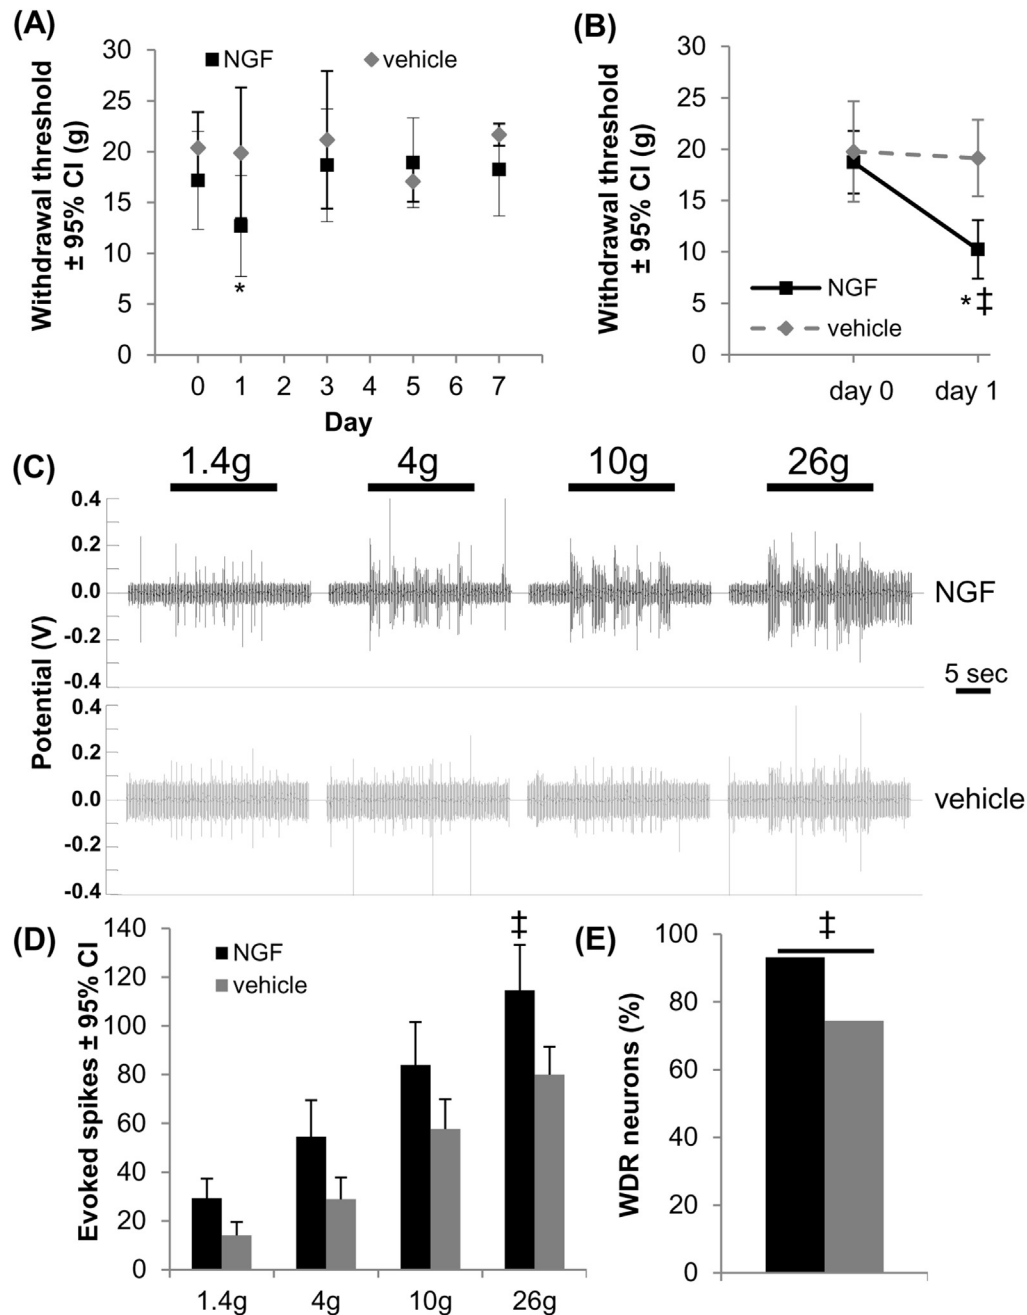 (A)
Withdrawal threshold
± 95% CI (g)
30
25
20
15
10
5
0
NGF
vehicle
*
0 1 2 3 4 5 6 7
Day
(B)
Withdrawal threshold
± 95% CI (g)
30
25
20
15
10
5
0
NGF
vehicle
*‡
day 0 day 1
(C)
1.4g 4g 10g 26g
Potential (V)
0.4
0.2
0.0
-0.2
-0.4
NGF
5 sec
0.4
0.2
0.0
-0.2
-0.4
vehicle
(D)
Evoked spikes ± 95% CI
140
120
100
80
60
40
20
0
NGF
vehicle
‡
1.4g 4g 10g 26g
(E)
WDR neurons (%)
100
80
60
40
20
0
‡